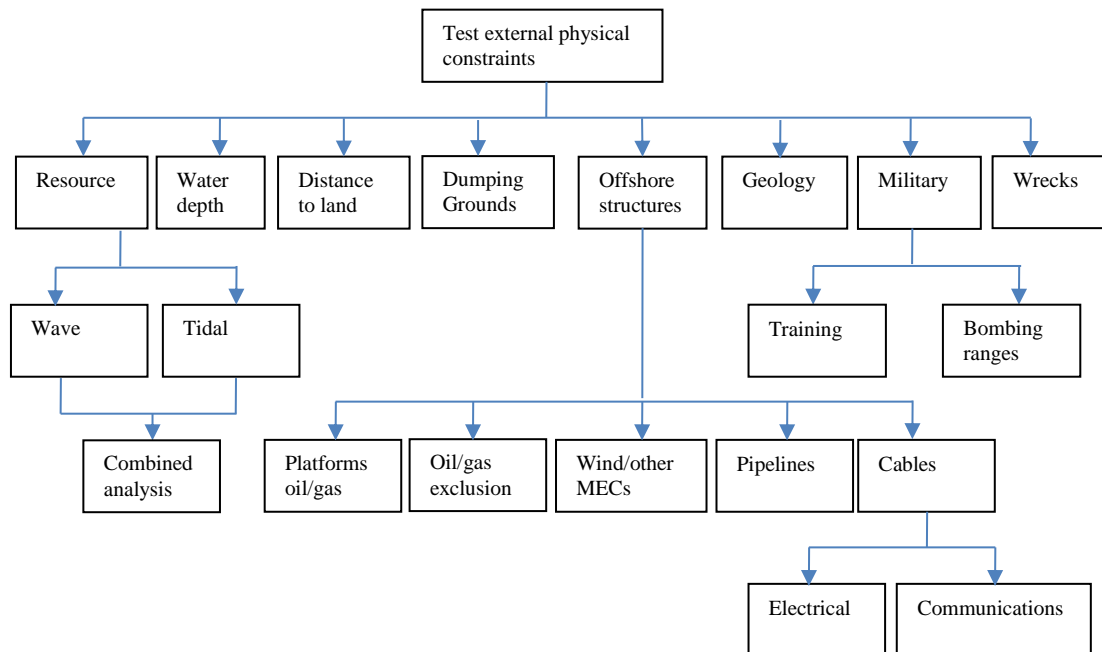 Test external physical
constraints
Resource
Water
depth
Distance
to land
Dumping
Grounds
Offshore
structures
Geology
Military
Wrecks
Wave
Tidal
Training
Bombing
ranges
Combined
analysis
Platforms
oil/gas
Oil/gas
exclusion
Wind/other
MECs
Pipelines
Cables
Electrical
Communications